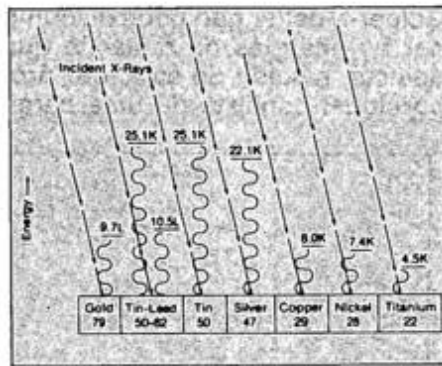 Incident X-Rays
25.1K 25.1K
22.1K
9.7L 10.5L
8.0K 7.4K
4.5K
Energy
Gold Tin-Lead Tin Silver Copper Nickel Titanium
79 50-82 50 47 29 28 22